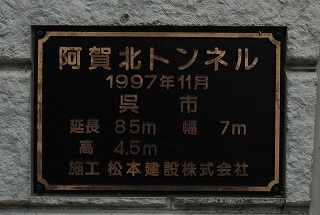 阿賀北トンネル
1997年11月
呉市
延長 85m 幅 7m
高 4.5m
施工 松本建設株式会社